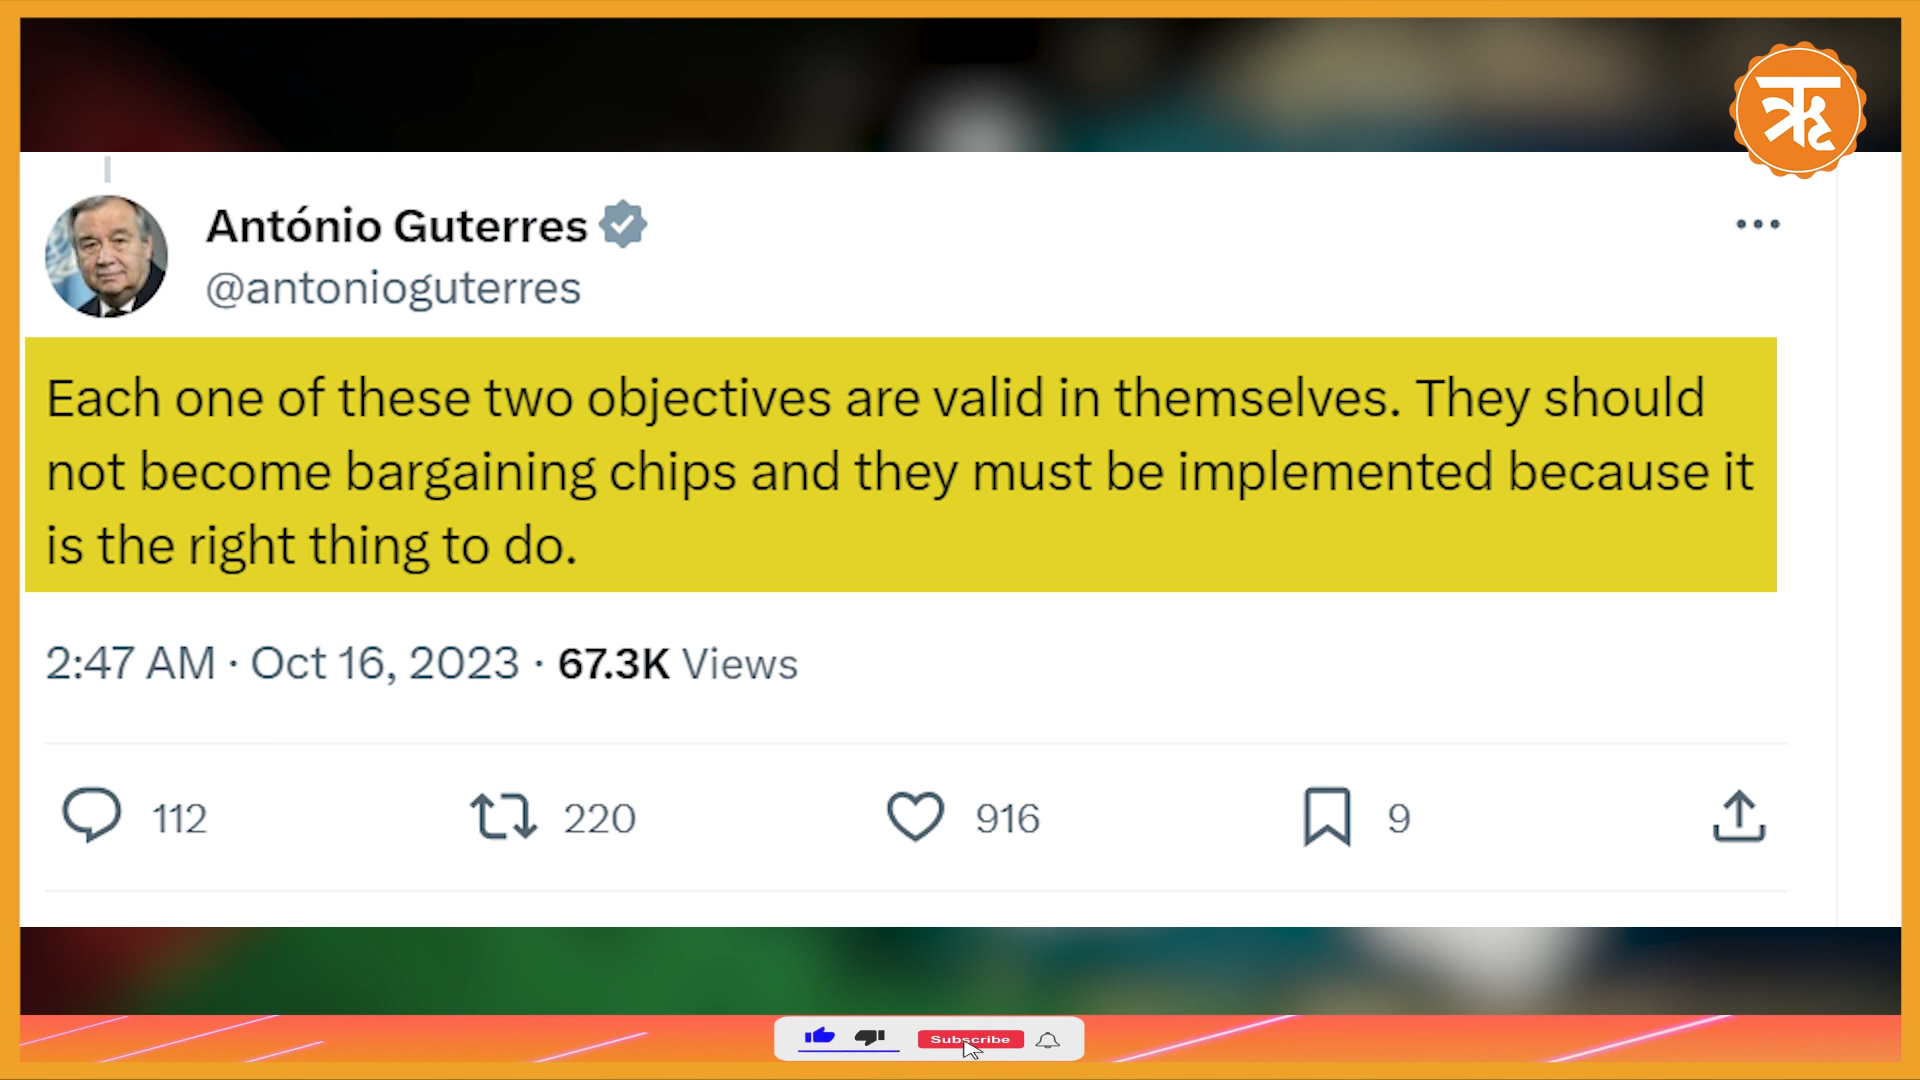 ऋ
António Guterres
@antonioguterres
Each one of these two objectives are valid in themselves. They should
not become bargaining chips and they must be implemented because it
is the right thing to do.
2:47 AM · Oct 16, 2023 · 67.3K Views
112 220 916 9
Subscribe